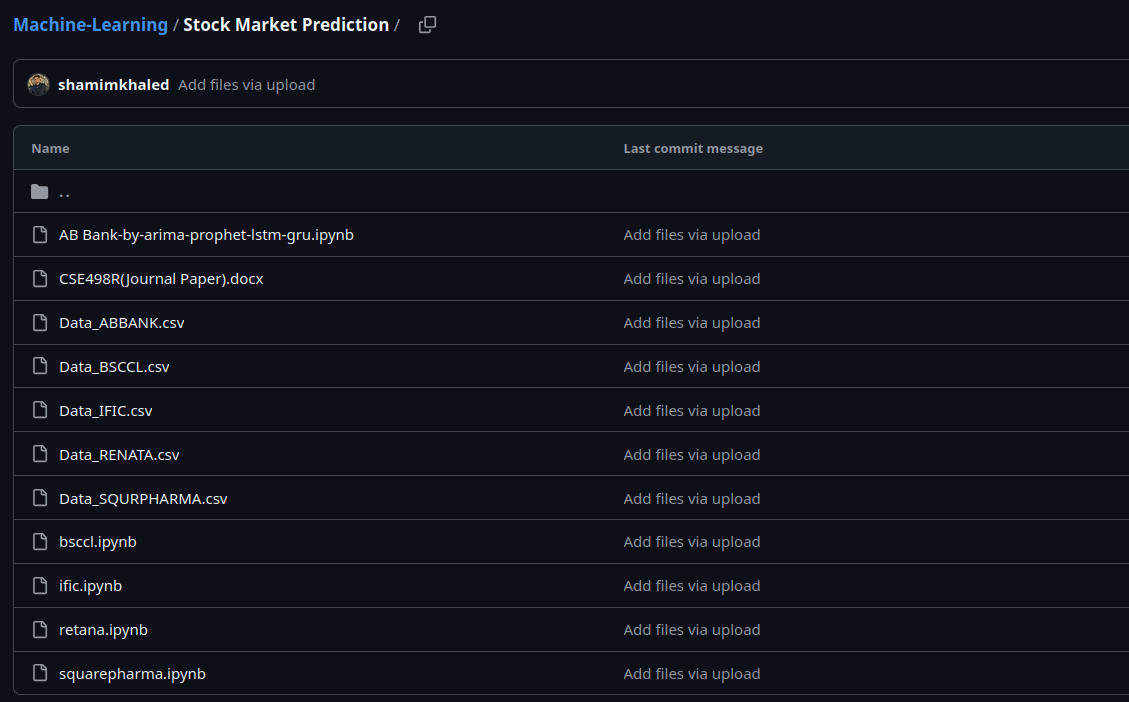 Machine-Learning / Stock Market Prediction /
shamimkhaled Add files via upload
Name Last commit message
..
AB Bank-by-arima-prophet-lstm-gru.ipynb Add files via upload
CSE498R(Journal Paper).docx Add files via upload
Data_ABBANK.csv Add files via upload
Data_BSCCL.csv Add files via upload
Data_IFIC.csv Add files via upload
Data_RENATA.csv Add files via upload
Data_SQURPHARMA.csv Add files via upload
bsccl.ipynb Add files via upload
ific.ipynb Add files via upload
retana.ipynb Add files via upload
squarepharma.ipynb Add files via upload